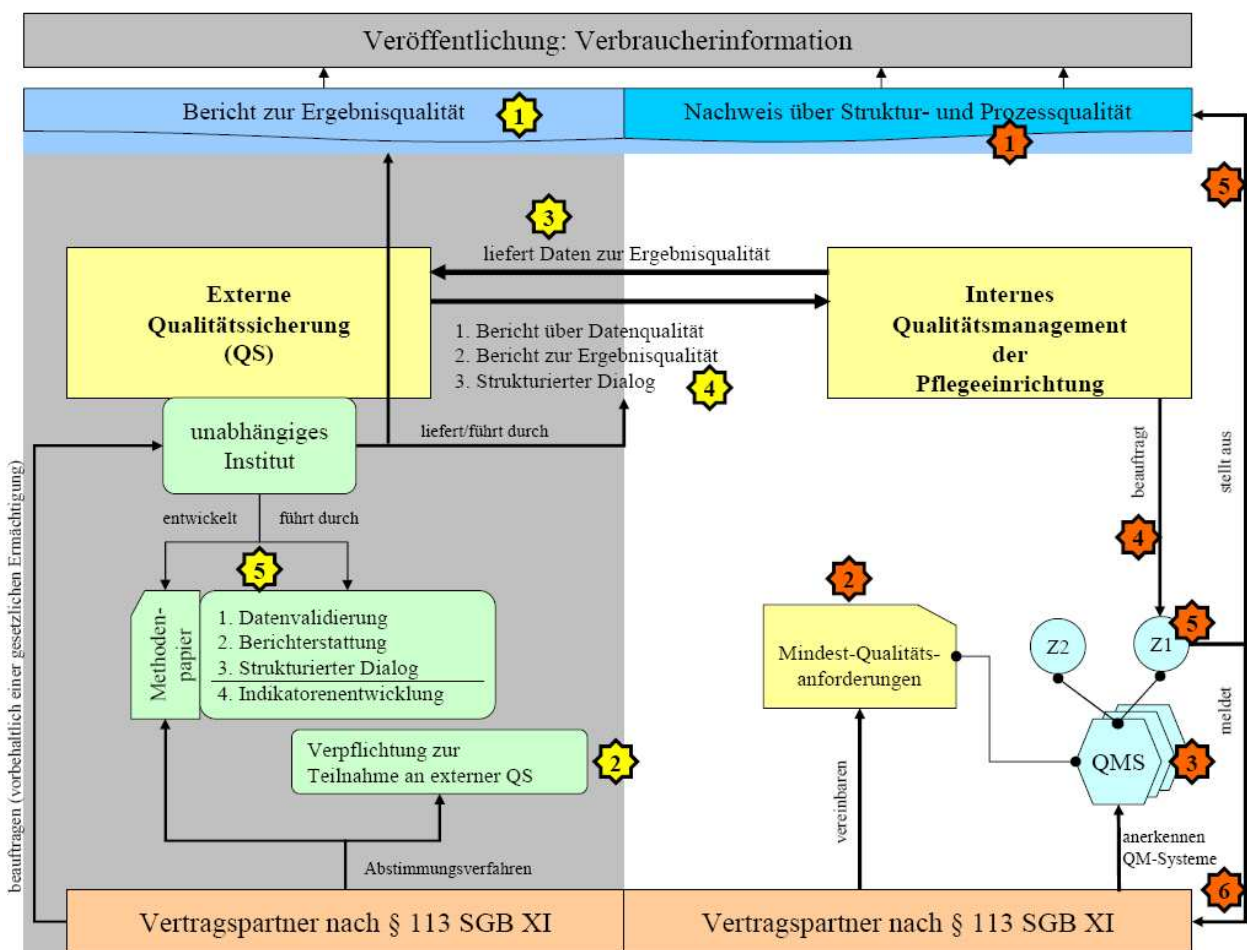 Veröffentlichung: Verbraucherinformation
Bericht zur Ergebnisqualität
1
Nachweis über Struktur- und Prozessqualität
1
5
3
liefert Daten zur Ergebnisqualität
Externe
Qualitätssicherung
(QS)
1. Bericht über Datenqualität
2. Bericht zur Ergebnisqualität
3. Strukturierter Dialog
4
Internes
Qualitätsmanagement
der
Pflegeeinrichtung
unabhängiges
Institut
liefert/führt durch
beauftragt
stellt aus
4
beauftragen (vorbehaltlich einer gesetzlichen Ermächtigung)
entwickelt
führt durch
5
Methoden-
papier
1. Datenvalidierung
2. Berichterstattung
3. Strukturierter Dialog
4. Indikatorenentwicklung
2
Mindest-Qualitäts-
anforderungen
Z2
Z1
5
QMS
3
meldet
Verpflichtung zur
Teilnahme an externer QS
2
vereinbaren
Abstimmungsverfahren
anerkennen
QM-Systeme
6
Vertragspartner nach § 113 SGB XI
Vertragspartner nach § 113 SGB XI